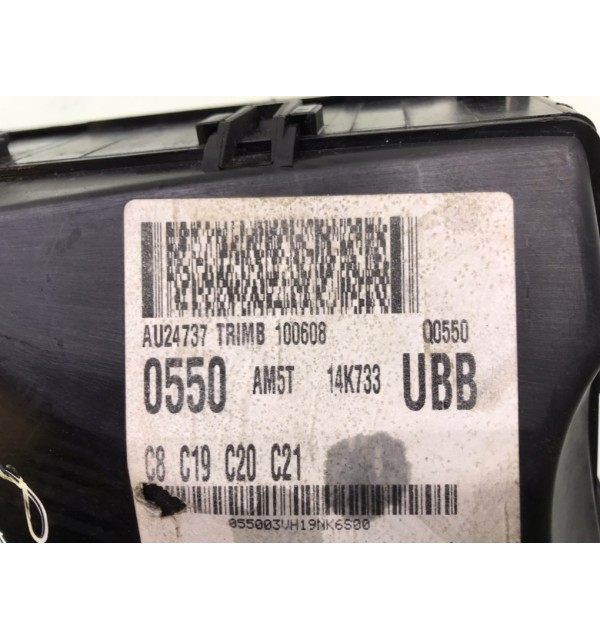 AU24737 TRIMB 100608 Q0550
0550 AM5T 14K733 UBB
C8 C19 C20 C21
055003VH19NK6S00